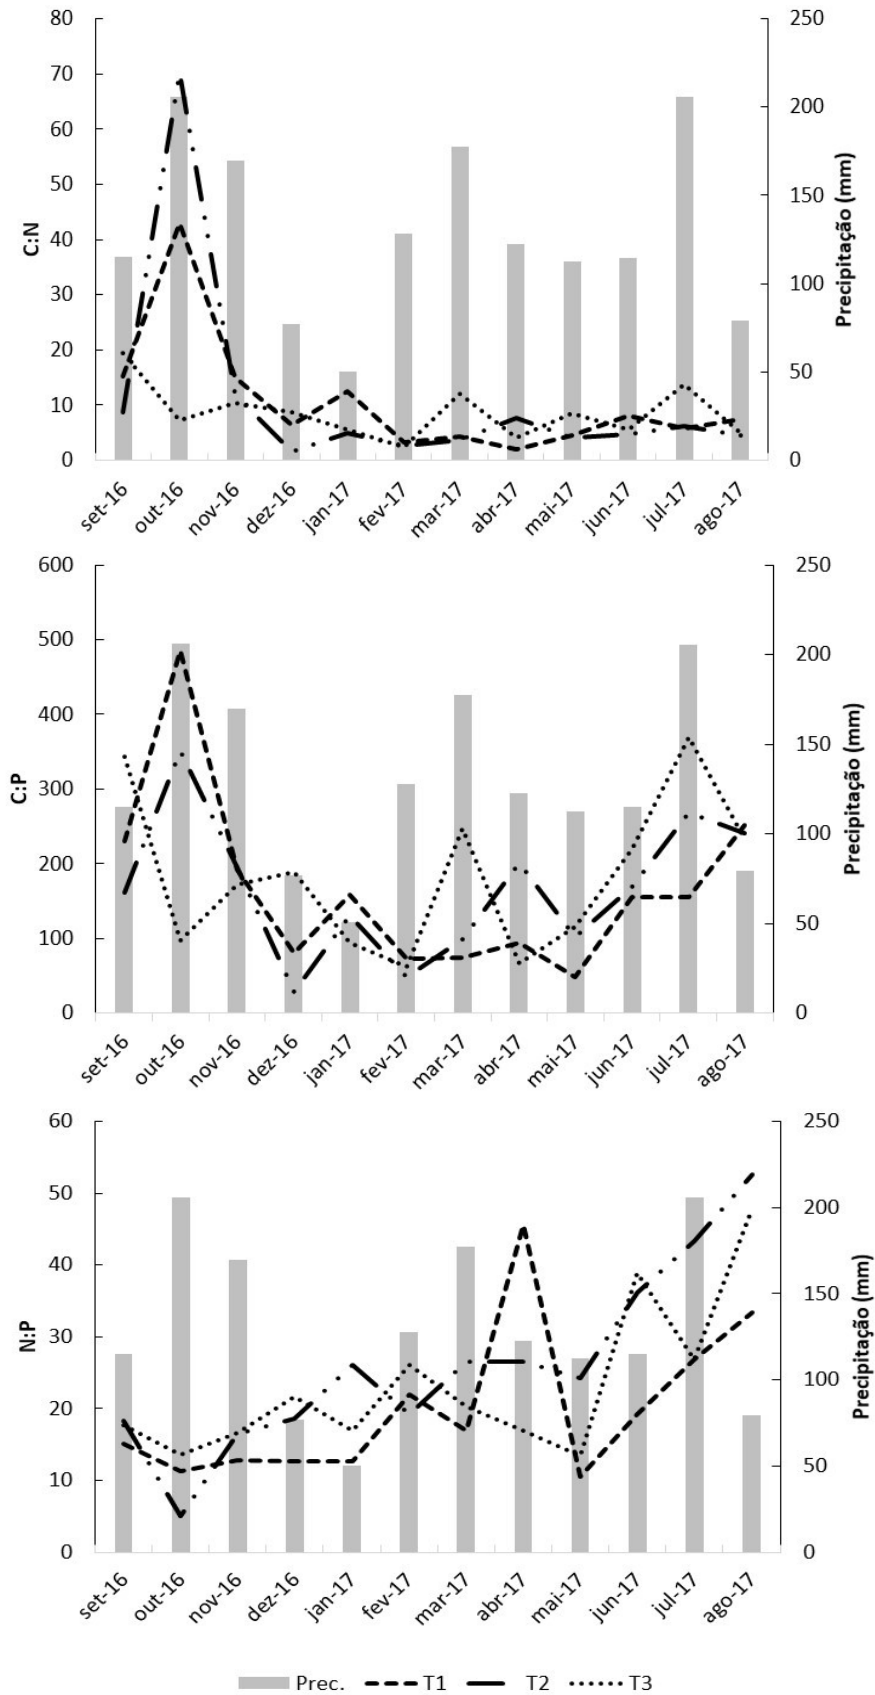 80
70
60
50
40
30
20
10
0
C:N
250
200
150
100
50
0
Precipitação (mm)
set-16
out-16
nov-16
dez-16
jan-17
fev-17
mar-17
abr-17
mai-17
jun-17
jul-17
ago-17
600
500
400
300
200
100
0
C:P
250
200
150
100
50
0
Precipitação (mm)
set-16
out-16
nov-16
dez-16
jan-17
fev-17
mar-17
abr-17
mai-17
jun-17
jul-17
ago-17
60
50
40
30
20
10
0
N:P
250
200
150
100
50
0
Precipitação (mm)
set-16
out-16
nov-16
dez-16
jan-17
fev-17
mar-17
abr-17
mai-17
jun-17
jul-17
ago-17
Prec. T1 T2 T3